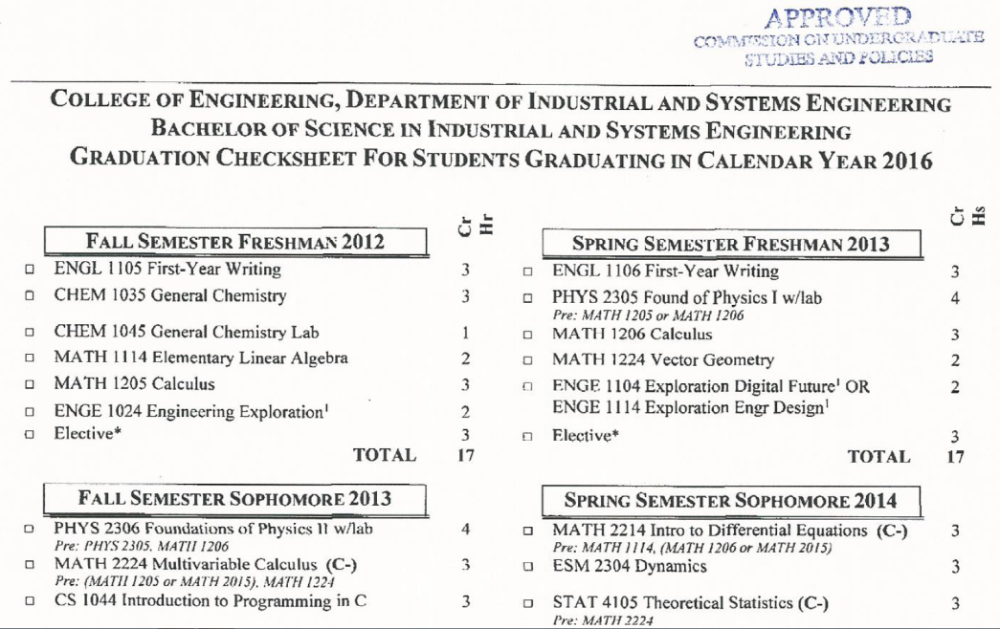 APPROVED
COMMISSION ON UNDERGRADUATE
STUDIES AND POLICIES
COLLEGE OF ENGINEERING, DEPARTMENT OF INDUSTRIAL AND SYSTEMS ENGINEERING
BACHELOR OF SCIENCE IN INDUSTRIAL AND SYSTEMS ENGINEERING
GRADUATION CHECKSHEET FOR STUDENTS GRADUATING IN CALENDAR YEAR 2016
FALL SEMESTER FRESHMAN 2012 Cr Hr
ENGL 1105 First-Year Writing 3
CHEM 1035 General Chemistry 3
CHEM 1045 General Chemistry Lab 1
MATH 1114 Elementary Linear Algebra 2
MATH 1205 Calculus 3
ENGE 1024 Engineering Exploration¹ 2
Elective* 3
TOTAL 17
SPRING SEMESTER FRESHMAN 2013 Cr Hs
ENGL 1106 First-Year Writing 3
PHYS 2305 Found of Physics I w/lab 4
Pre: MATH 1205 or MATH 1206
MATH 1206 Calculus 3
MATH 1224 Vector Geometry 2
ENGE 1104 Exploration Digital Future¹ OR 2
ENGE 1114 Exploration Engr Design¹
Elective* 3
TOTAL 17
FALL SEMESTER SOPHOMORE 2013
PHYS 2306 Foundations of Physics II w/lab 4
Pre: PHYS 2305, MATH 1206
MATH 2224 Multivariable Calculus (C-) 3
Pre: (MATH 1205 or MATH 2015), MATH 1224
CS 1044 Introduction to Programming in C 3
SPRING SEMESTER SOPHOMORE 2014
MATH 2214 Intro to Differential Equations (C-) 3
Pre: MATH 1114, (MATH 1206 or MATH 2015)
ESM 2304 Dynamics 3
STAT 4105 Theoretical Statistics (C-) 3
Pre: MATH 2224